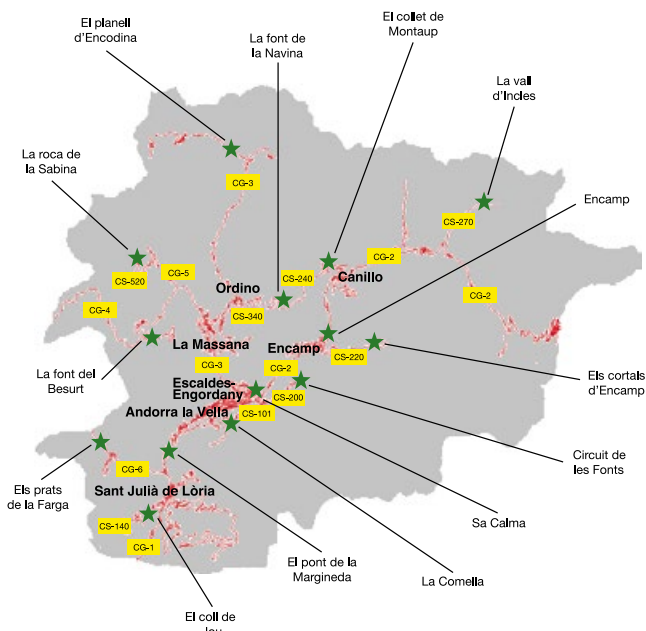 El planell
d'Encodina
La font de
la Navina
El collet de
Montaup
La vall
d'Incles
La roca de
la Sabina
CG-3
Encamp
CS-270
CG-2
CS-240
Canillo
CG-5
CS-520
Ordino
CG-2
CG-4
CS-340
La Massana
Encamp
CS-220
CG-3
CG-2
La font del
Besurt
Els cortals
d'Encamp
Escaldes-
Engordany
CS-200
Andorra la Vella
CS-101
Circuit de
les Fonts
CG-6
Els prats
de la Farga
Sant Julià de Lòria
Sa Calma
CS-140
CG-1
El pont de la
Margineda
La Comella
El coll de